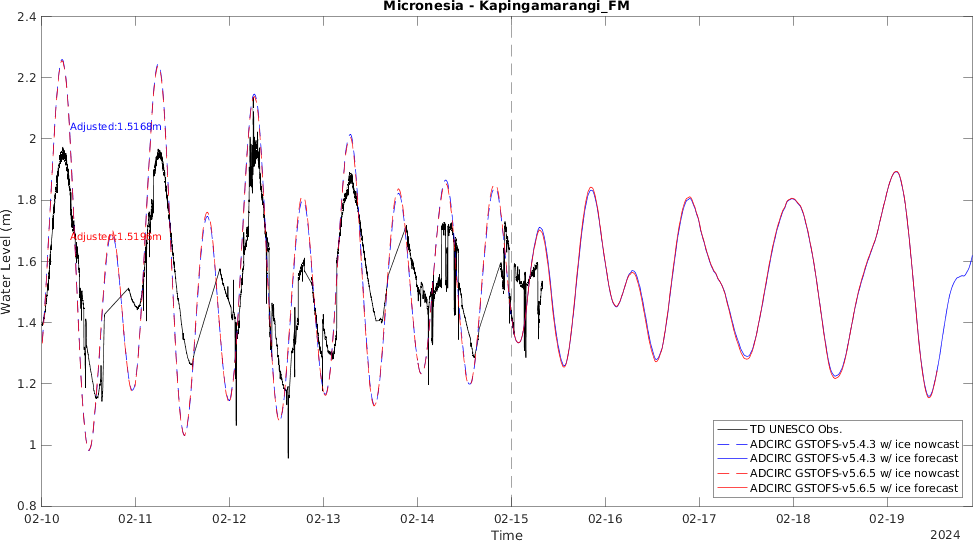 Micronesia - Kapingamarangi_FM
2.4
2.2
2
1.8
1.6
1.4
1.2
1
0.8
Water Level (m)
Adjusted:1.5168m
Adjusted:1.5195m
TD UNESCO Obs.
ADCIRC GSTOFS-v5.4.3 w/ ice nowcast
ADCIRC GSTOFS-v5.4.3 w/ ice forecast
ADCIRC GSTOFS-v5.6.5 w/ ice nowcast
ADCIRC GSTOFS-v5.6.5 w/ ice forecast
02-10 02-11 02-12 02-13 02-14 02-15 02-16 02-17 02-18 02-19
Time
2024